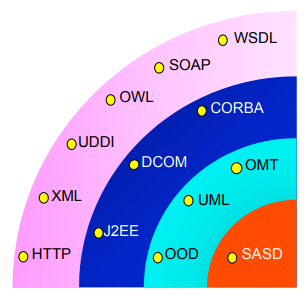 WSDL
SOAP
OWL
CORBA
UDDI
DCOM
OMT
XML
UML
J2EE
HTTP
OOD
SASD